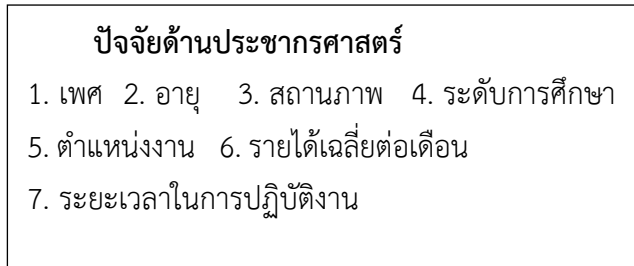 ปัจจัยด้านประชากรศาสตร์
1. เพศ 2. อายุ 3. สถานภาพ 4. ระดับการศึกษา
5. ตำแหน่งงาน 6. รายได้เฉลี่ยต่อเดือน
7. ระยะเวลาในการปฏิบัติงาน